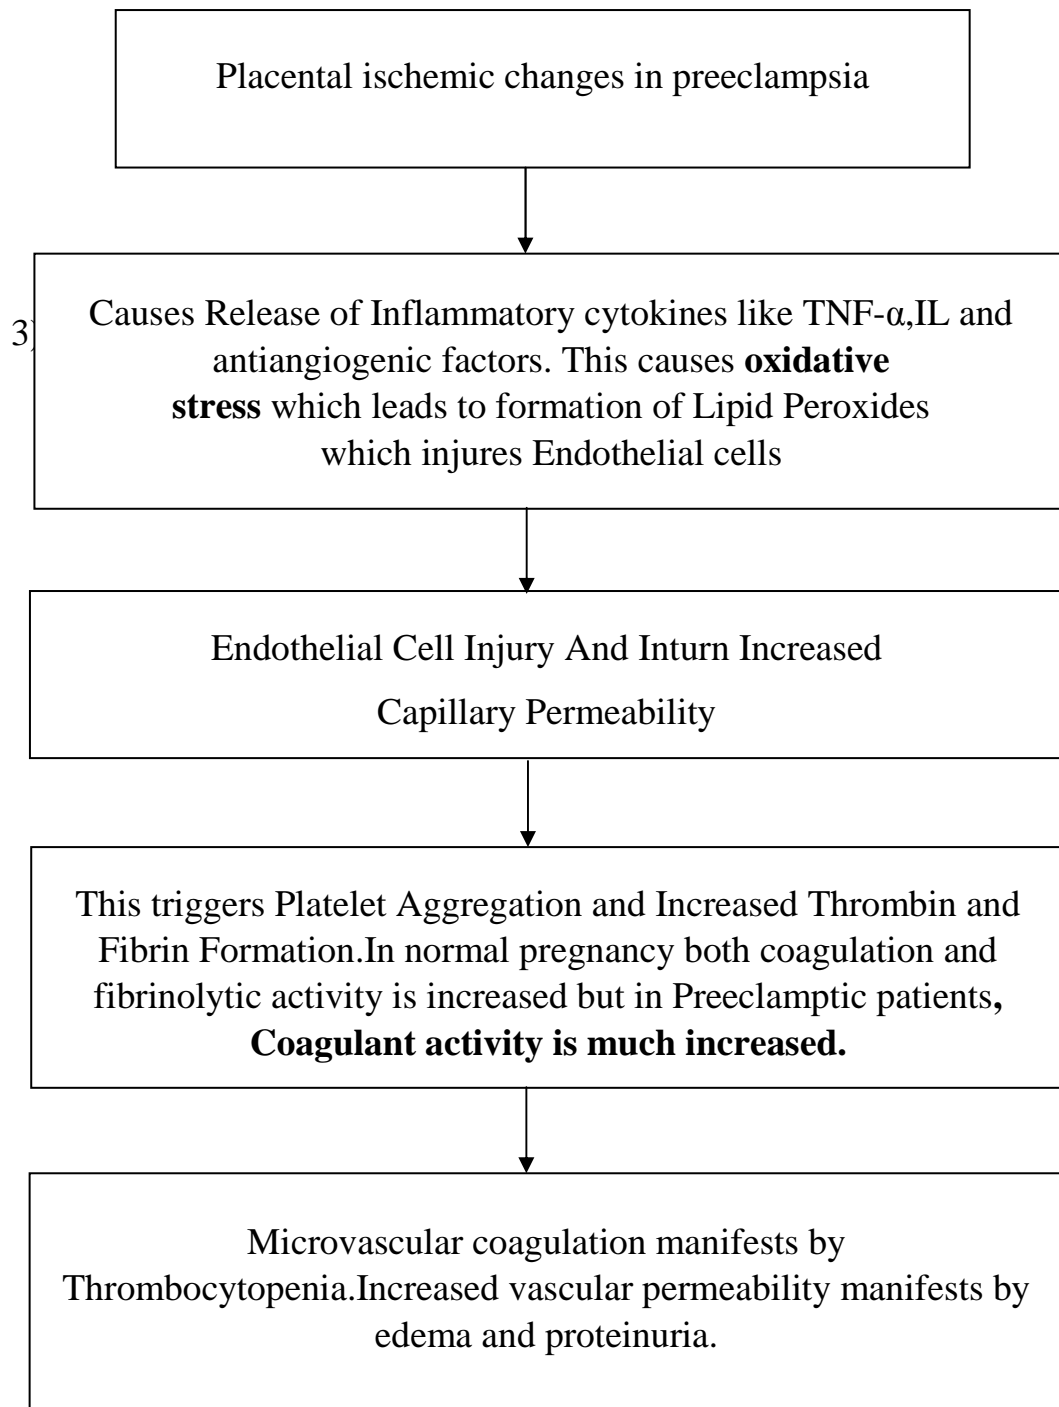 Placental ischemic changes in preeclampsia
3)
Causes Release of Inflammatory cytokines like TNF-α,IL and
antiangiogenic factors. This causes oxidative
stress which leads to formation of Lipid Peroxides
which injures Endothelial cells
Endothelial Cell Injury And Inturn Increased
Capillary Permeability
This triggers Platelet Aggregation and Increased Thrombin and
Fibrin Formation.In normal pregnancy both coagulation and
fibrinolytic activity is increased but in Preeclamptic patients,
Coagulant activity is much increased.
Microvascular coagulation manifests by
Thrombocytopenia.Increased vascular permeability manifests by
edema and proteinuria.